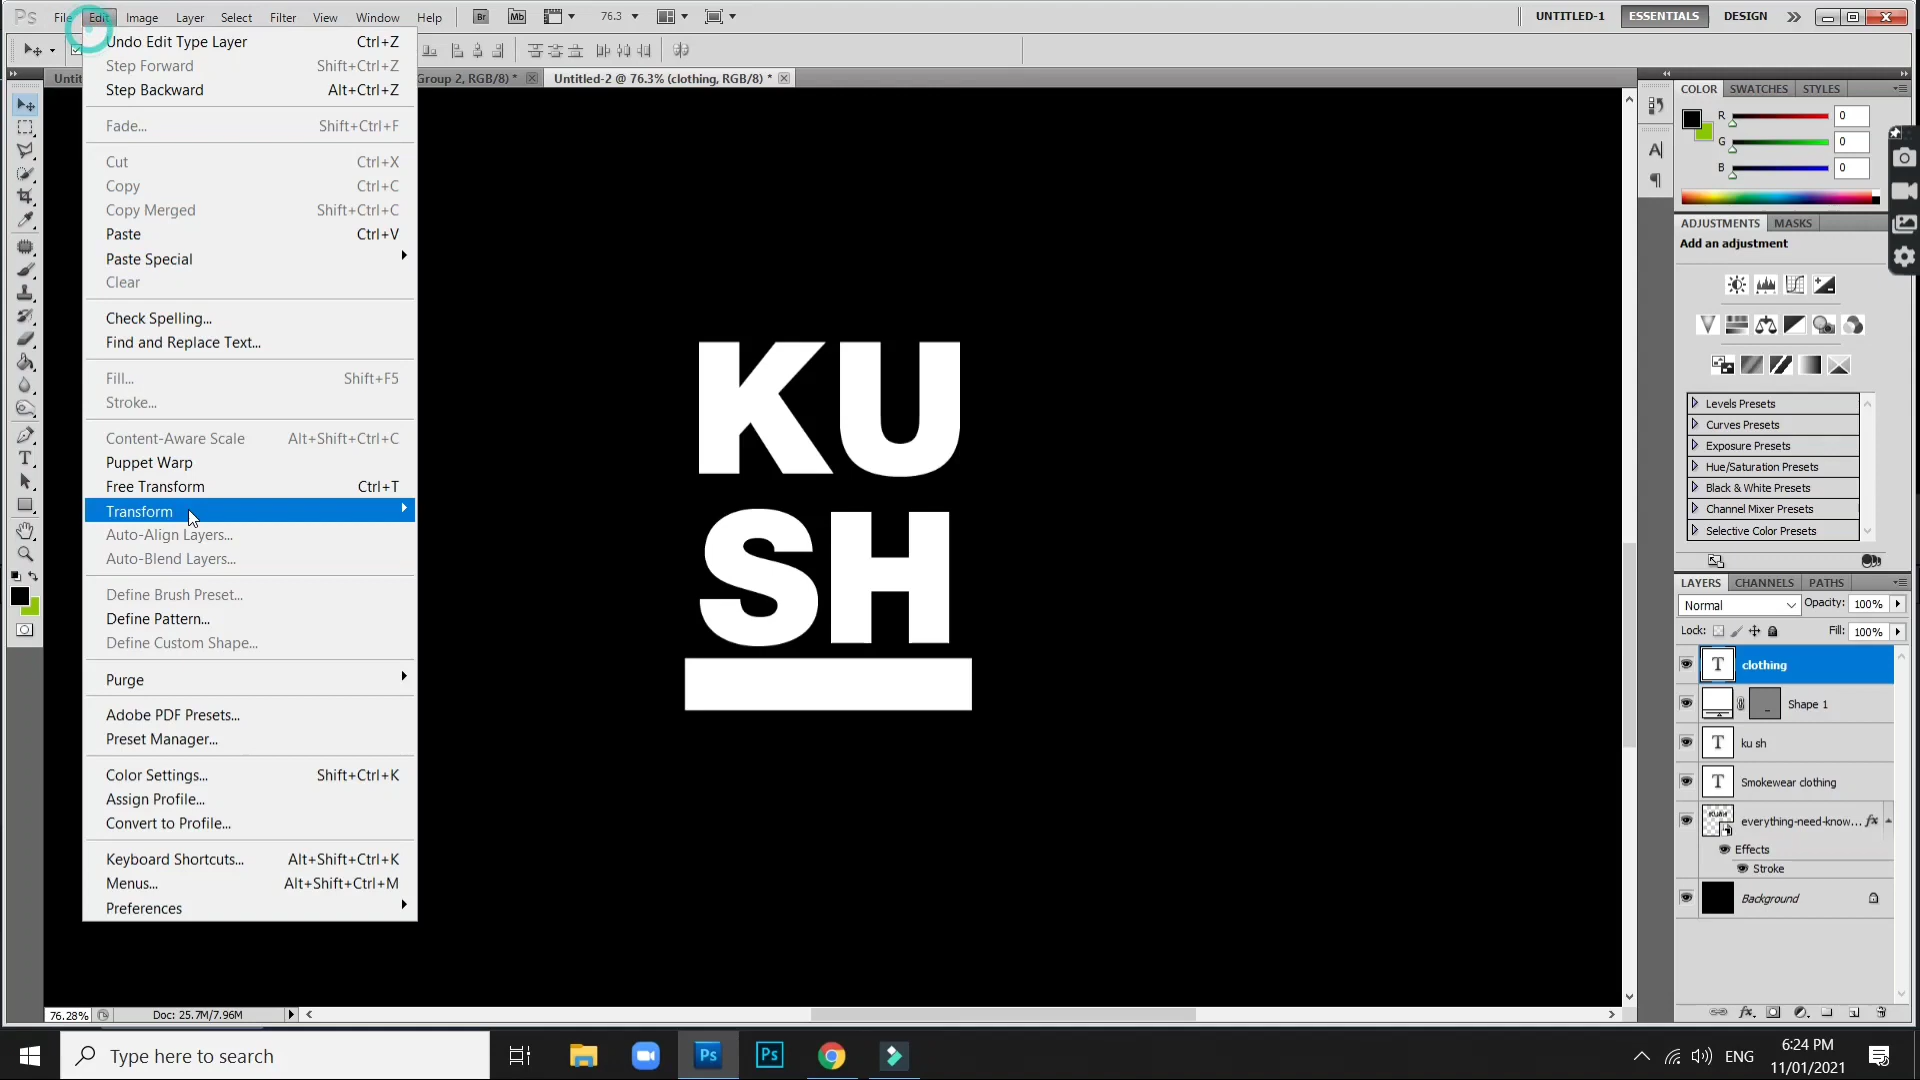 Ps File Edit Image Layer Select Filter View Window Help Br Mb 76.3 UNTITLED-1 ESSENTIALS DESIGN
Group 2, RGB/8) * Untitled-2 @ 76.3% (clothing, RGB/8) *
Undo Edit Type Layer Ctrl+Z
Step Forward Shift+Ctrl+Z
Step Backward Alt+Ctrl+Z
Fade... Shift+Ctrl+F
Cut Ctrl+X
Copy Ctrl+C
Copy Merged Shift+Ctrl+C
Paste Ctrl+V
Paste Special
Clear
Check Spelling...
Find and Replace Text...
Fill... Shift+F5
Stroke...
Content-Aware Scale Alt+Shift+Ctrl+C
Puppet Warp
Free Transform Ctrl+T
Transform
Auto-Align Layers...
Auto-Blend Layers...
Define Brush Preset...
Define Pattern...
Define Custom Shape...
Purge
Adobe PDF Presets...
Preset Manager...
Color Settings... Shift+Ctrl+K
Assign Profile...
Convert to Profile...
Keyboard Shortcuts... Alt+Shift+Ctrl+K
Menus... Alt+Shift+Ctrl+M
Preferences
KU
SH
COLOR SWATCHES STYLES
R 0
G 0
B 0
ADJUSTMENTS MASKS
Add an adjustment
Levels Presets
Curves Presets
Exposure Presets
Hue/Saturation Presets
Black & White Presets
Channel Mixer Presets
Selective Color Presets
LAYERS CHANNELS PATHS
Normal Opacity: 100%
Lock: Fill: 100%
T clothing
Shape 1
T ku sh
T Smokewear clothing
everything-need-know... fx
Effects
Stroke
Background
76.28% Doc: 25.7M/7.96M
Type here to search Ps Ps ENG
6:24 PM
11/01/2021